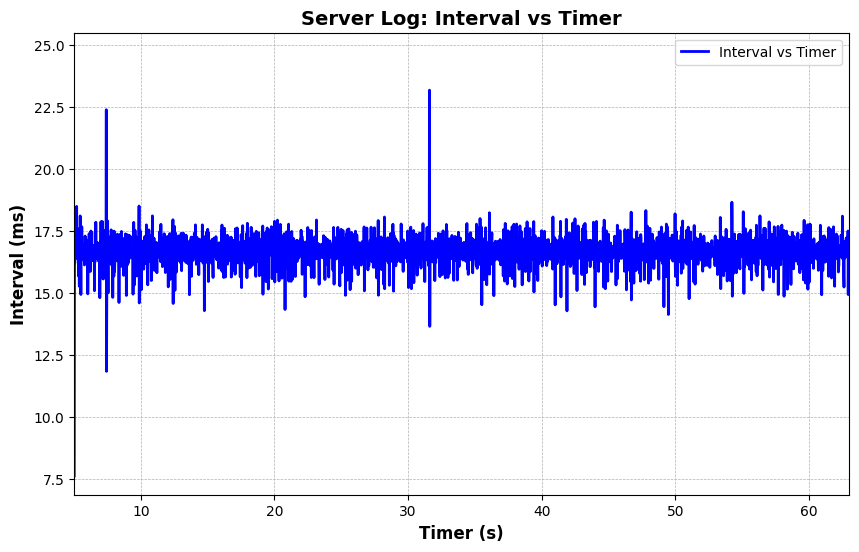 Server Log: Interval vs Timer
Interval vs Timer
25.0
22.5
20.0
17.5
15.0
12.5
10.0
7.5
Interval (ms)
10 20 30 40 50 60
Timer (s)